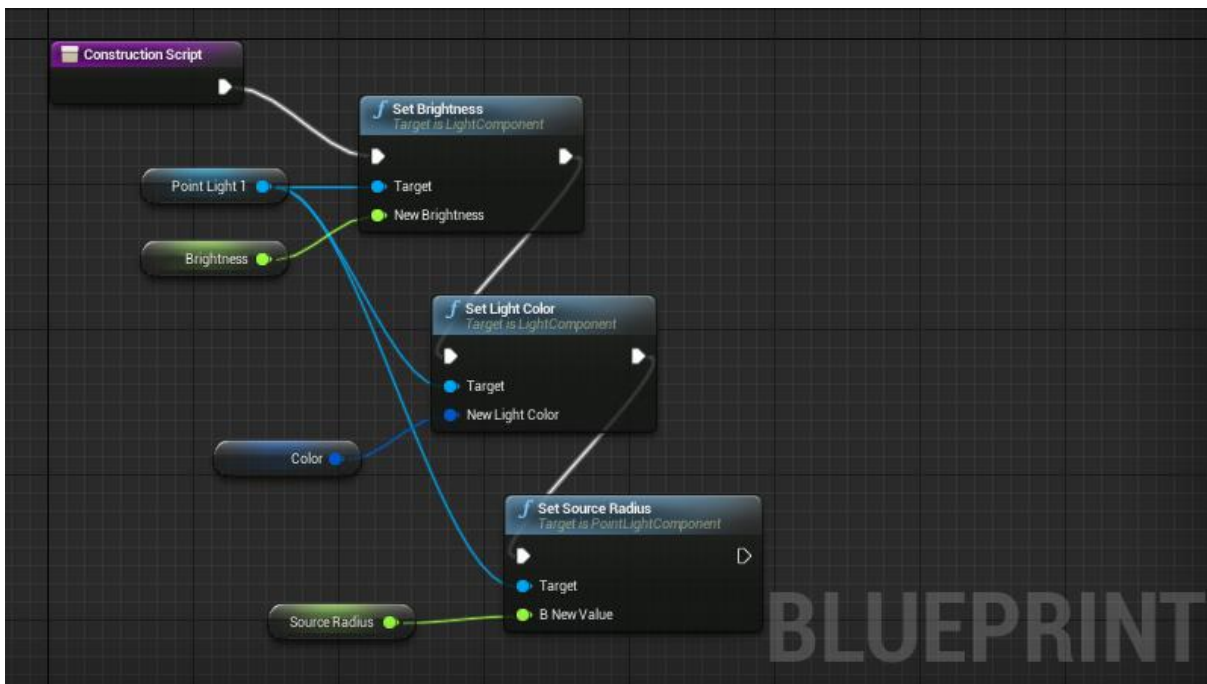 Construction Script
Set Brightness
Target is LightComponent
Point Light 1
Target
New Brightness
Brightness
Set Light Color
Target is LightComponent
Target
New Light Color
Color
Set Source Radius
Target is PointLightComponent
Target
B New Value
Source Radius
BLUEPRINT